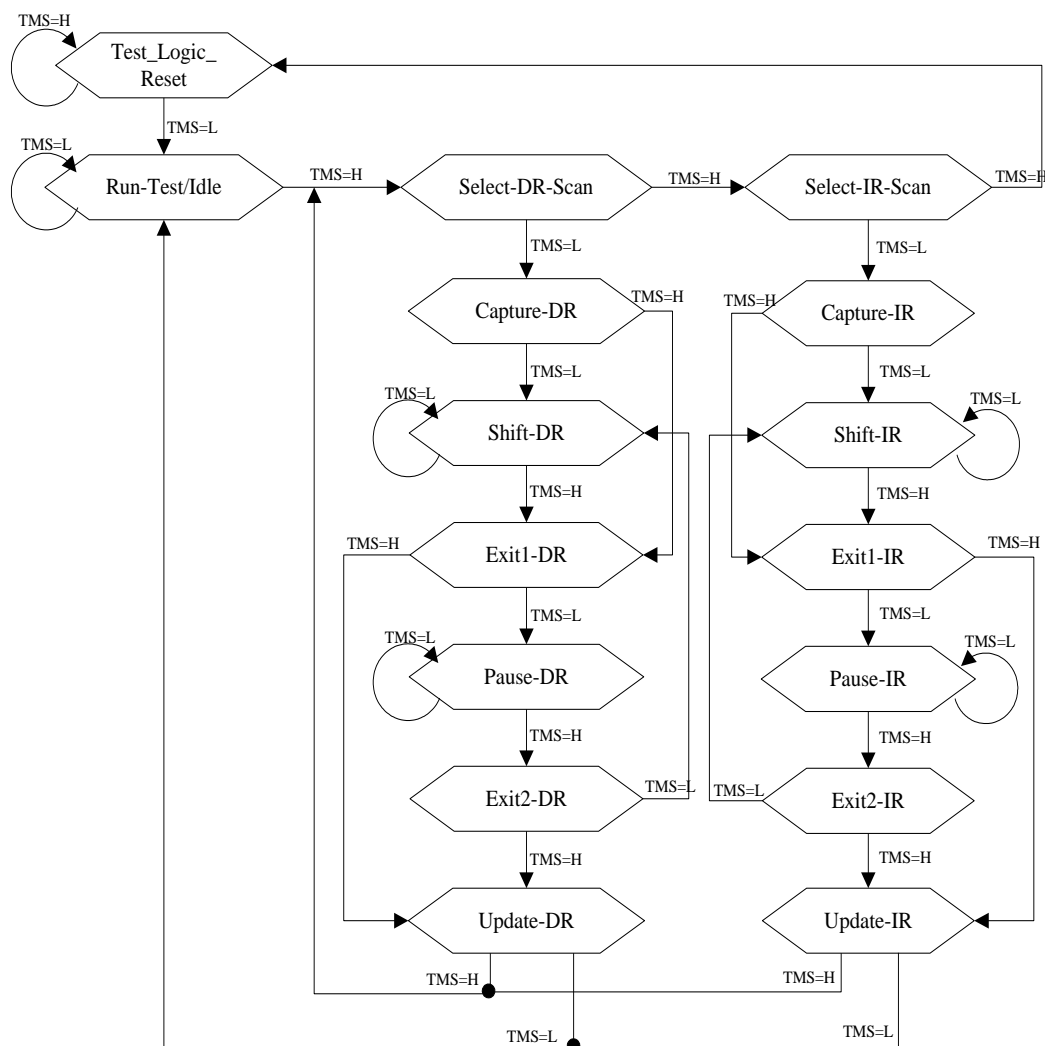 TMS=H
Test_Logic_
Reset
TMS=L
TMS=L
Run-Test/Idle
TMS=H
Select-DR-Scan
TMS=H
Select-IR-Scan
TMS=H
TMS=L
TMS=L
Capture-DR
TMS=H
TMS=H
Capture-IR
TMS=L
TMS=L
TMS=L
Shift-DR
Shift-IR
TMS=L
TMS=H
TMS=H
TMS=H
Exit1-DR
Exit1-IR
TMS=H
TMS=L
TMS=L
TMS=L
Pause-DR
Pause-IR
TMS=L
TMS=H
TMS=H
Exit2-DR
TMS=L
TMS=L
Exit2-IR
TMS=H
TMS=H
Update-DR
Update-IR
TMS=H
TMS=H
TMS=L
TMS=L